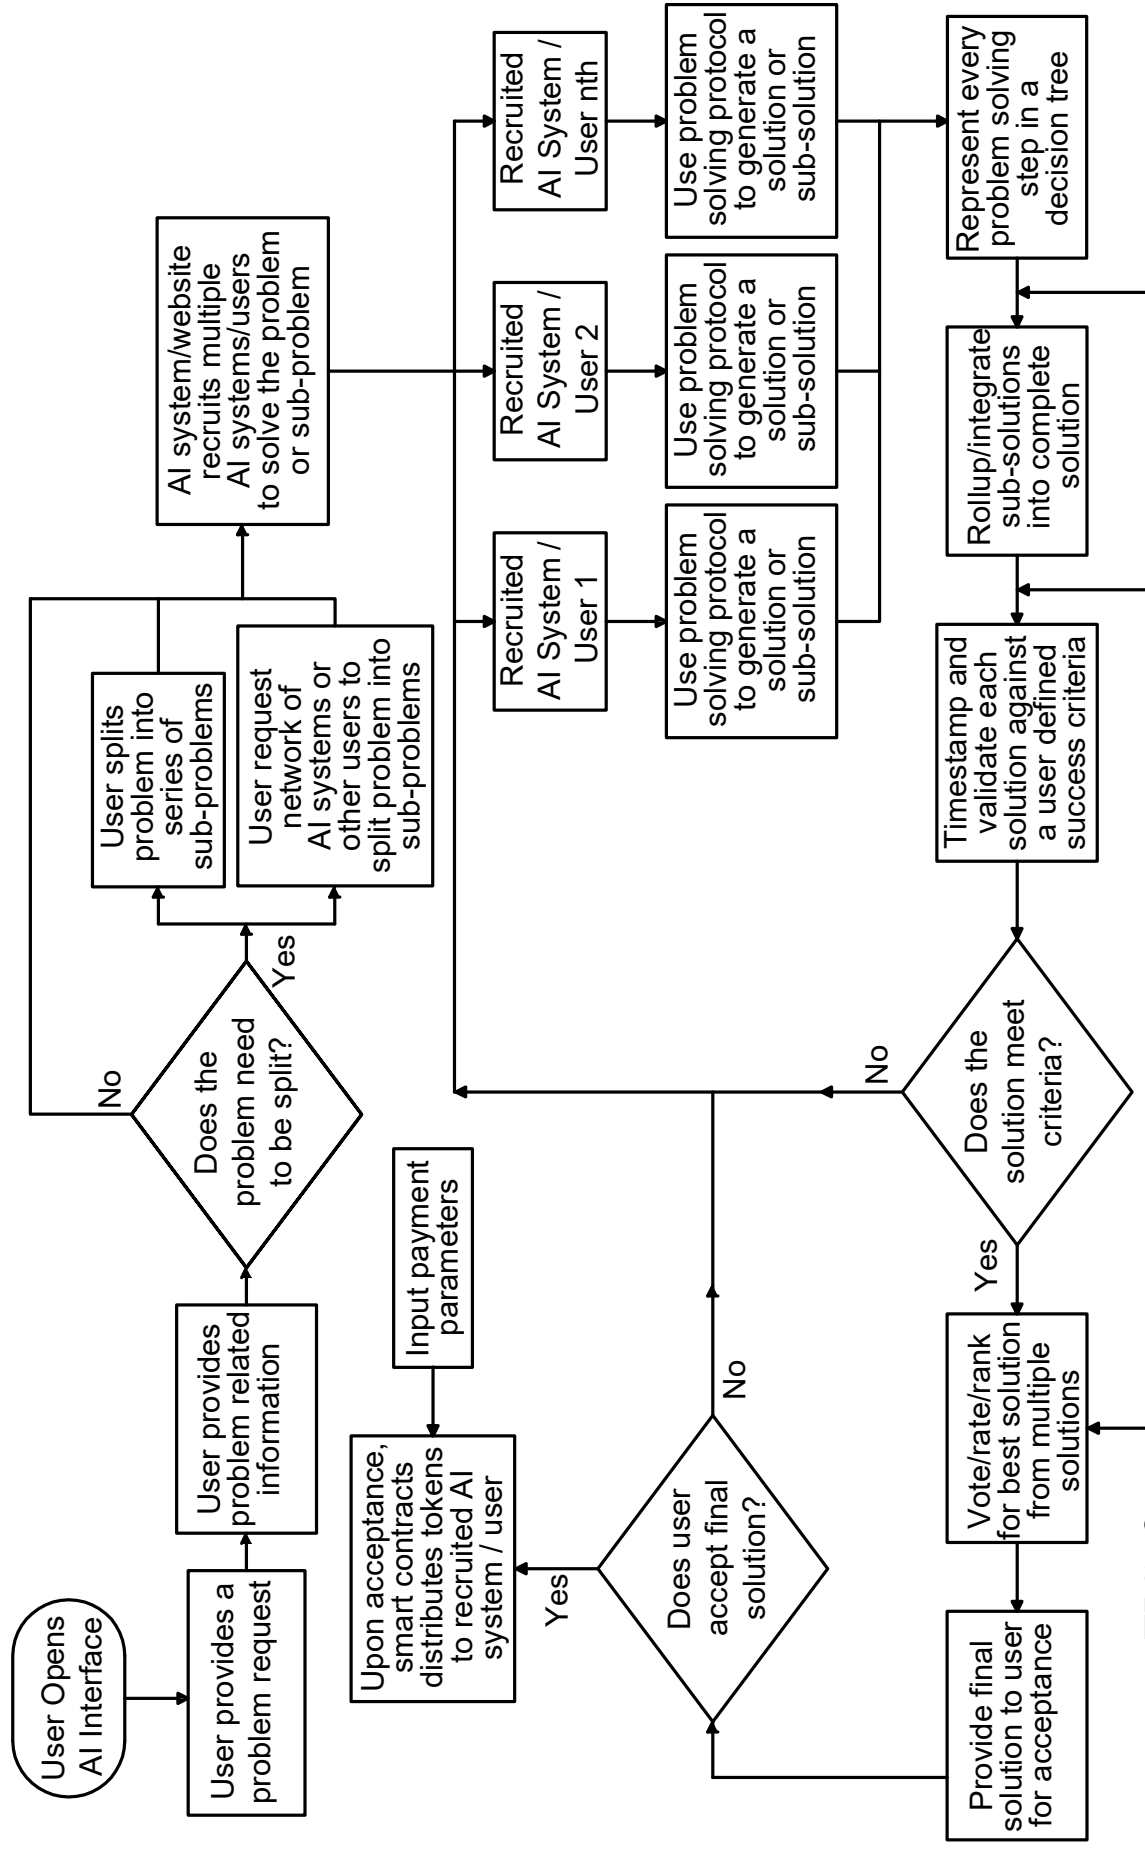 User Opens
AI Interface
User provides a
problem request
User provides
problem related
information
Does the
problem need
to be split?
No
Yes
User splits
problem into
series of
sub-problems
User request
network of
AI systems or
other users to
split problem into
sub-problems
AI system/website
recruits multiple
AI systems/users
to solve the problem
or sub-problem
Recruited
AI System /
User 1
Recruited
AI System /
User 2
Recruited
AI System /
User nth
Use problem
solving protocol
to generate a
solution or
sub-solution
Use problem
solving protocol
to generate a
solution or
sub-solution
Use problem
solving protocol
to generate a
solution or
sub-solution
Represent every
problem solving
step in a
decision tree
Rollup/integrate
sub-solutions
into complete
solution
Timestamp and
validate each
solution against
a user defined
success criteria
Does the
solution meet
criteria?
No
Yes
Vote/rate/rank
for best solution
from multiple
solutions
Provide final
solution to user
for acceptance
Does user
accept final
solution?
No
Yes
Upon acceptance,
smart contracts
distributes tokens
to recruited AI
system / user
Input payment
parameters